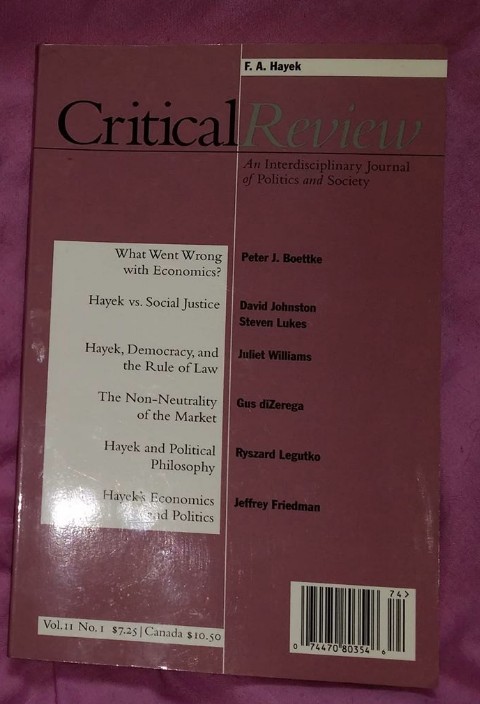 F. A. Hayek
Critical Review
An Interdisciplinary Journal
of Politics and Society
What Went Wrong
with Economics?
Peter J. Boettke
Hayek vs. Social Justice
David Johnston
Steven Lukes
Hayek, Democracy, and
the Rule of Law
Juliet Williams
The Non-Neutrality
of the Market
Gus diZerega
Hayek and Political
Philosophy
Ryszard Legutko
Hayek's Economics
and Politics
Jeffrey Friedman
Vol. 11 No. 1 $7.25 | Canada $10.50
74>
0 74470 80354 6